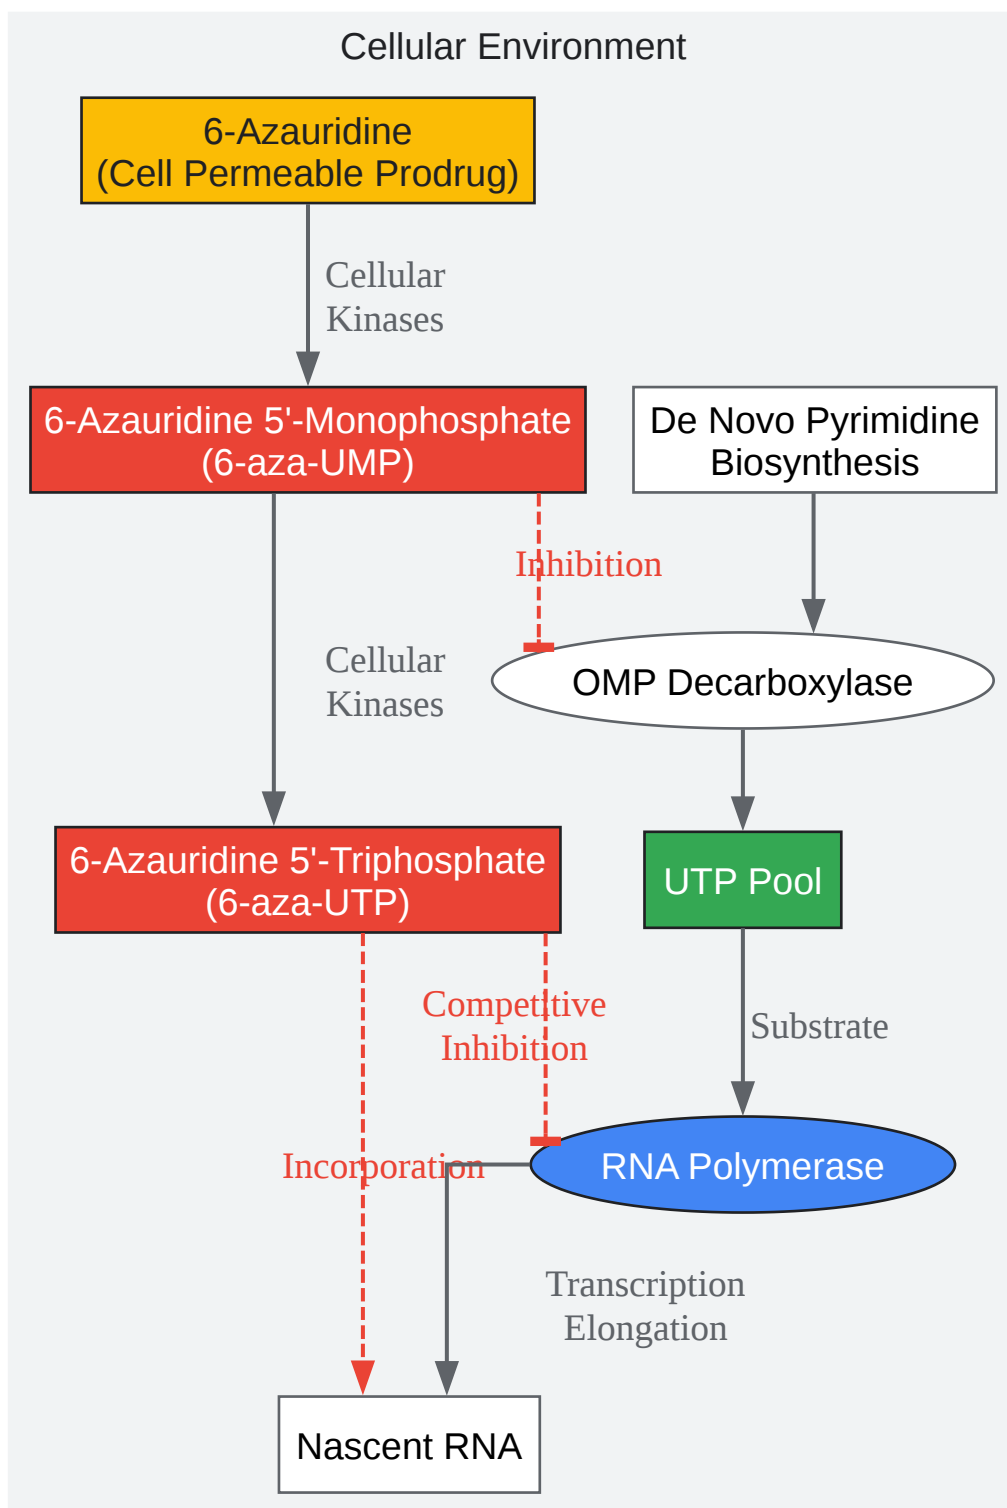 Cellular Environment
6-Azauridine
(Cell Permeable Prodrug)
Cellular
Kinases
6-Azauridine 5'-Monophosphate
(6-aza-UMP)
De Novo Pyrimidine
Biosynthesis
Inhibition
Cellular
Kinases
OMP Decarboxylase
6-Azauridine 5'-Triphosphate
(6-aza-UTP)
UTP Pool
Competitive
Inhibition
Substrate
Incorporation
RNA Polymerase
Transcription
Elongation
Nascent RNA